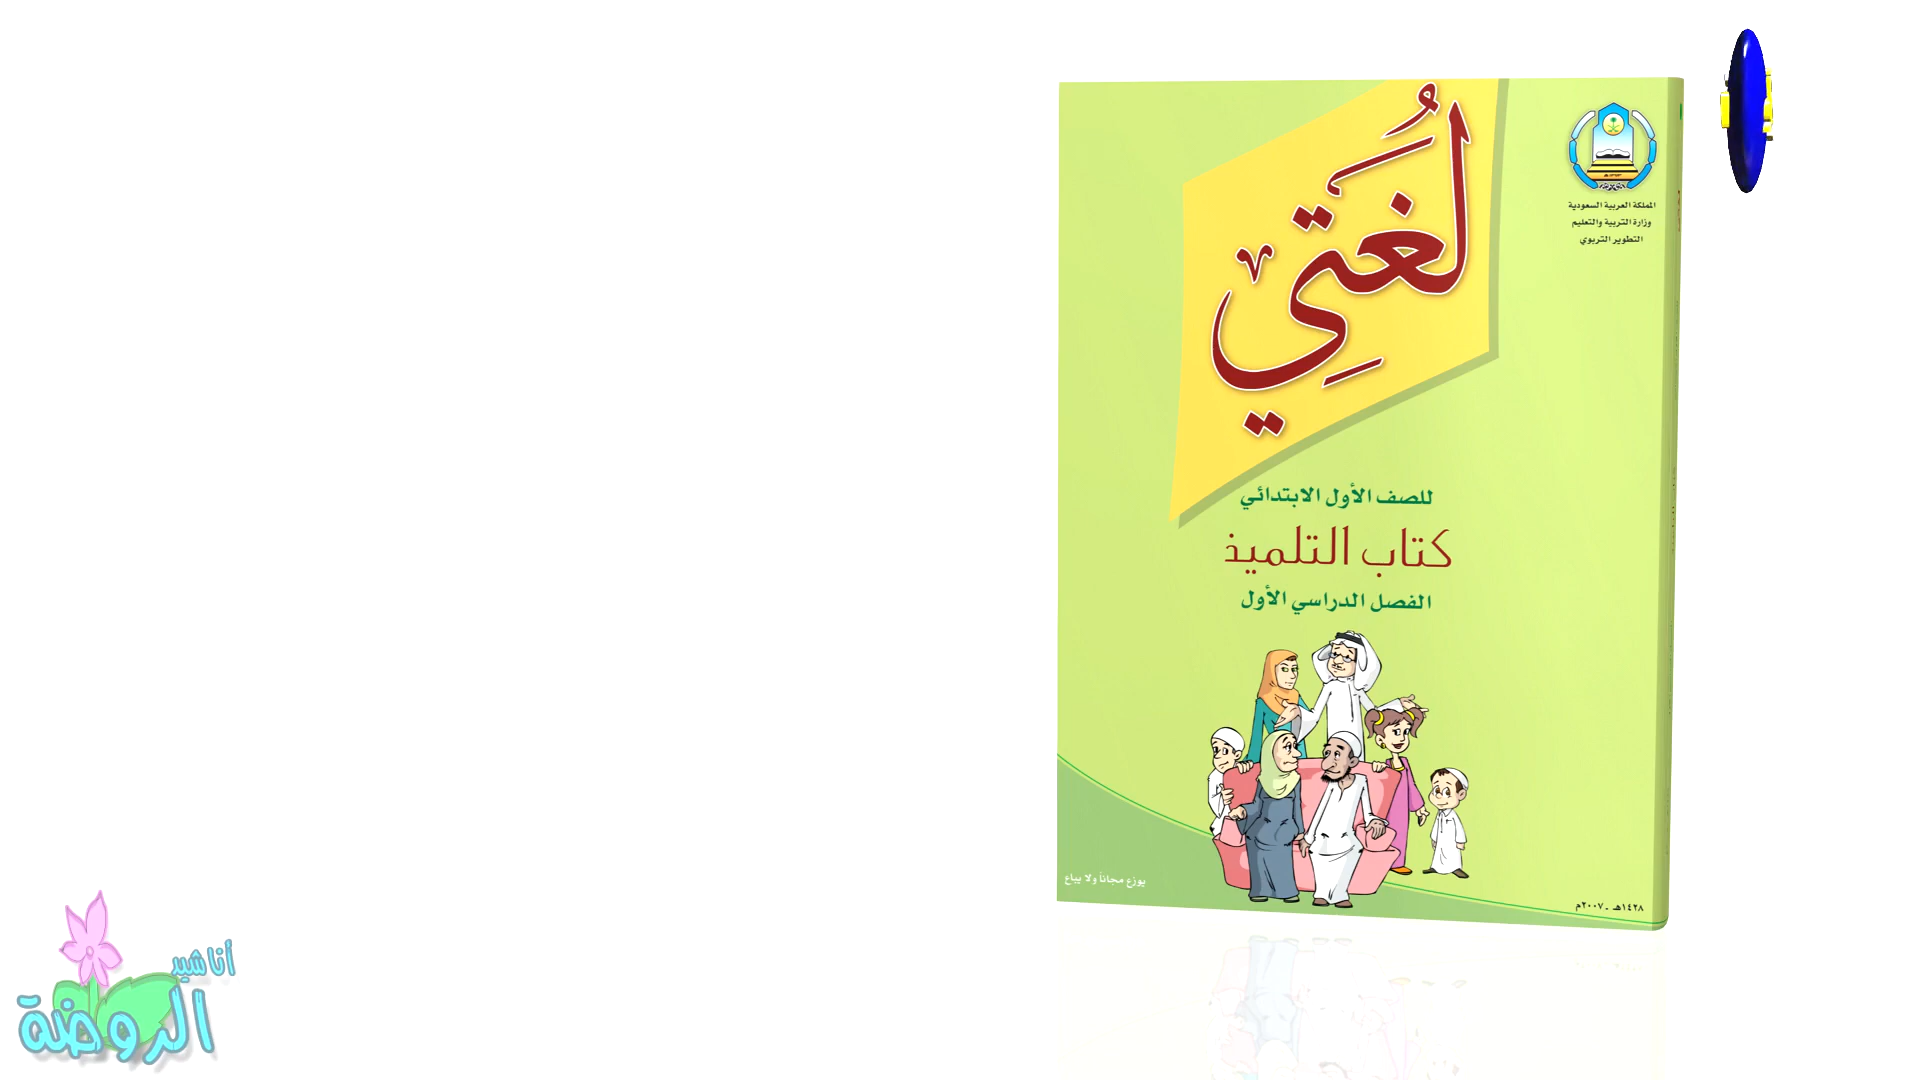 لُغَتِي
المملكة العربية السعودية
وزارة التربية والتعليم
التطوير التربوي
للصف الأول الابتدائي
كتاب التلميذ
الفصل الدراسي الأول
يوزع مجاناً ولا يباع
١٤٢٨هـ ـ ٢٠٠٧م
أناشيد
الروضة